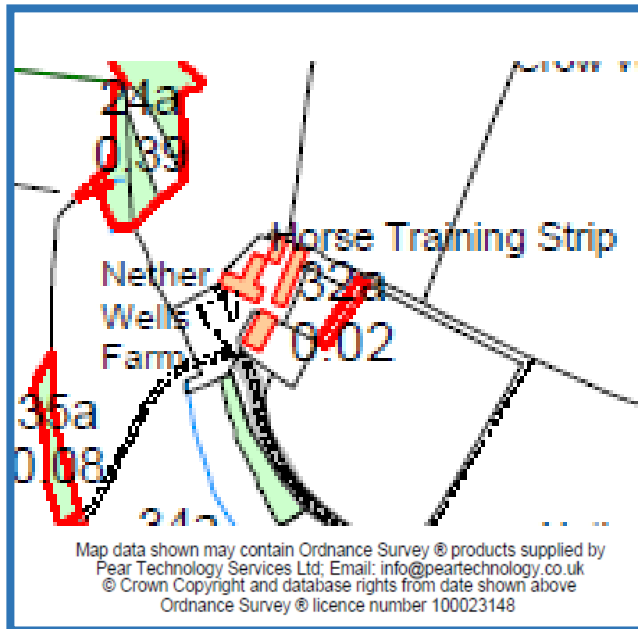 24a
0.39
Horse Training Strip
Nether
Wells
Farm
32a
0.02
35a
0.08
34a
Map data shown may contain Ordnance Survey ® products supplied by
Pear Technology Services Ltd; Email: info@peartechnology.co.uk
© Crown Copyright and database rights from date shown above
Ordnance Survey ® licence number 100023148